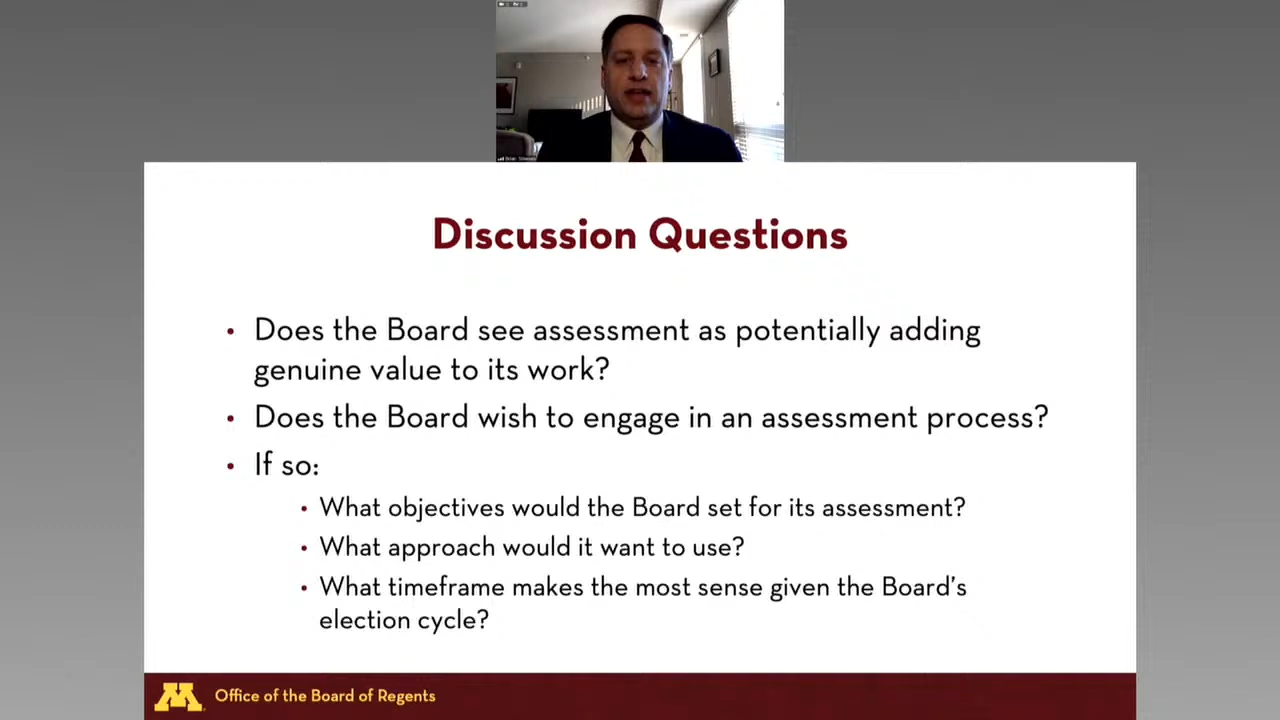 Discussion Questions
• Does the Board see assessment as potentially adding
genuine value to its work?
• Does the Board wish to engage in an assessment process?
• If so:
• What objectives would the Board set for its assessment?
• What approach would it want to use?
• What timeframe makes the most sense given the Board's
election cycle?
M
Office of the Board of Regents